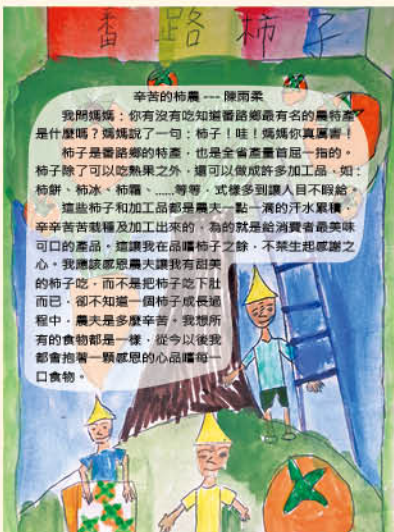 番路柿子
辛苦的柿農 --- 陳雨柔
我問媽媽：你有沒有吃知道番路鄉最有名的農特產
是什麼嗎？媽媽說了一句：柿子！哇！媽媽你真厲害！
柿子是番路鄉的特產，也是全省產量首屈一指的。
柿子除了可以吃熟果之外，還可以做成許多加工品，如：
柿餅、柿冰、柿霜、......等等，式樣多到讓人目不暇給。
這些柿子和加工品都是農夫一點一滴的汗水累積，
辛辛苦苦栽種及加工出來的，為的就是給消費者最美味
可口的產品。這讓我在品嚐柿子之餘，不禁生起感謝之
心。我應該感恩農夫讓我有甜美
的柿子吃，而不是把柿子吃下肚
而已，卻不知道一個柿子成長過
程中，農夫是多麼辛苦。我想所
有的食物都是一樣，從今以後我
都會抱著一顆感恩的心品嚐每一
口食物。